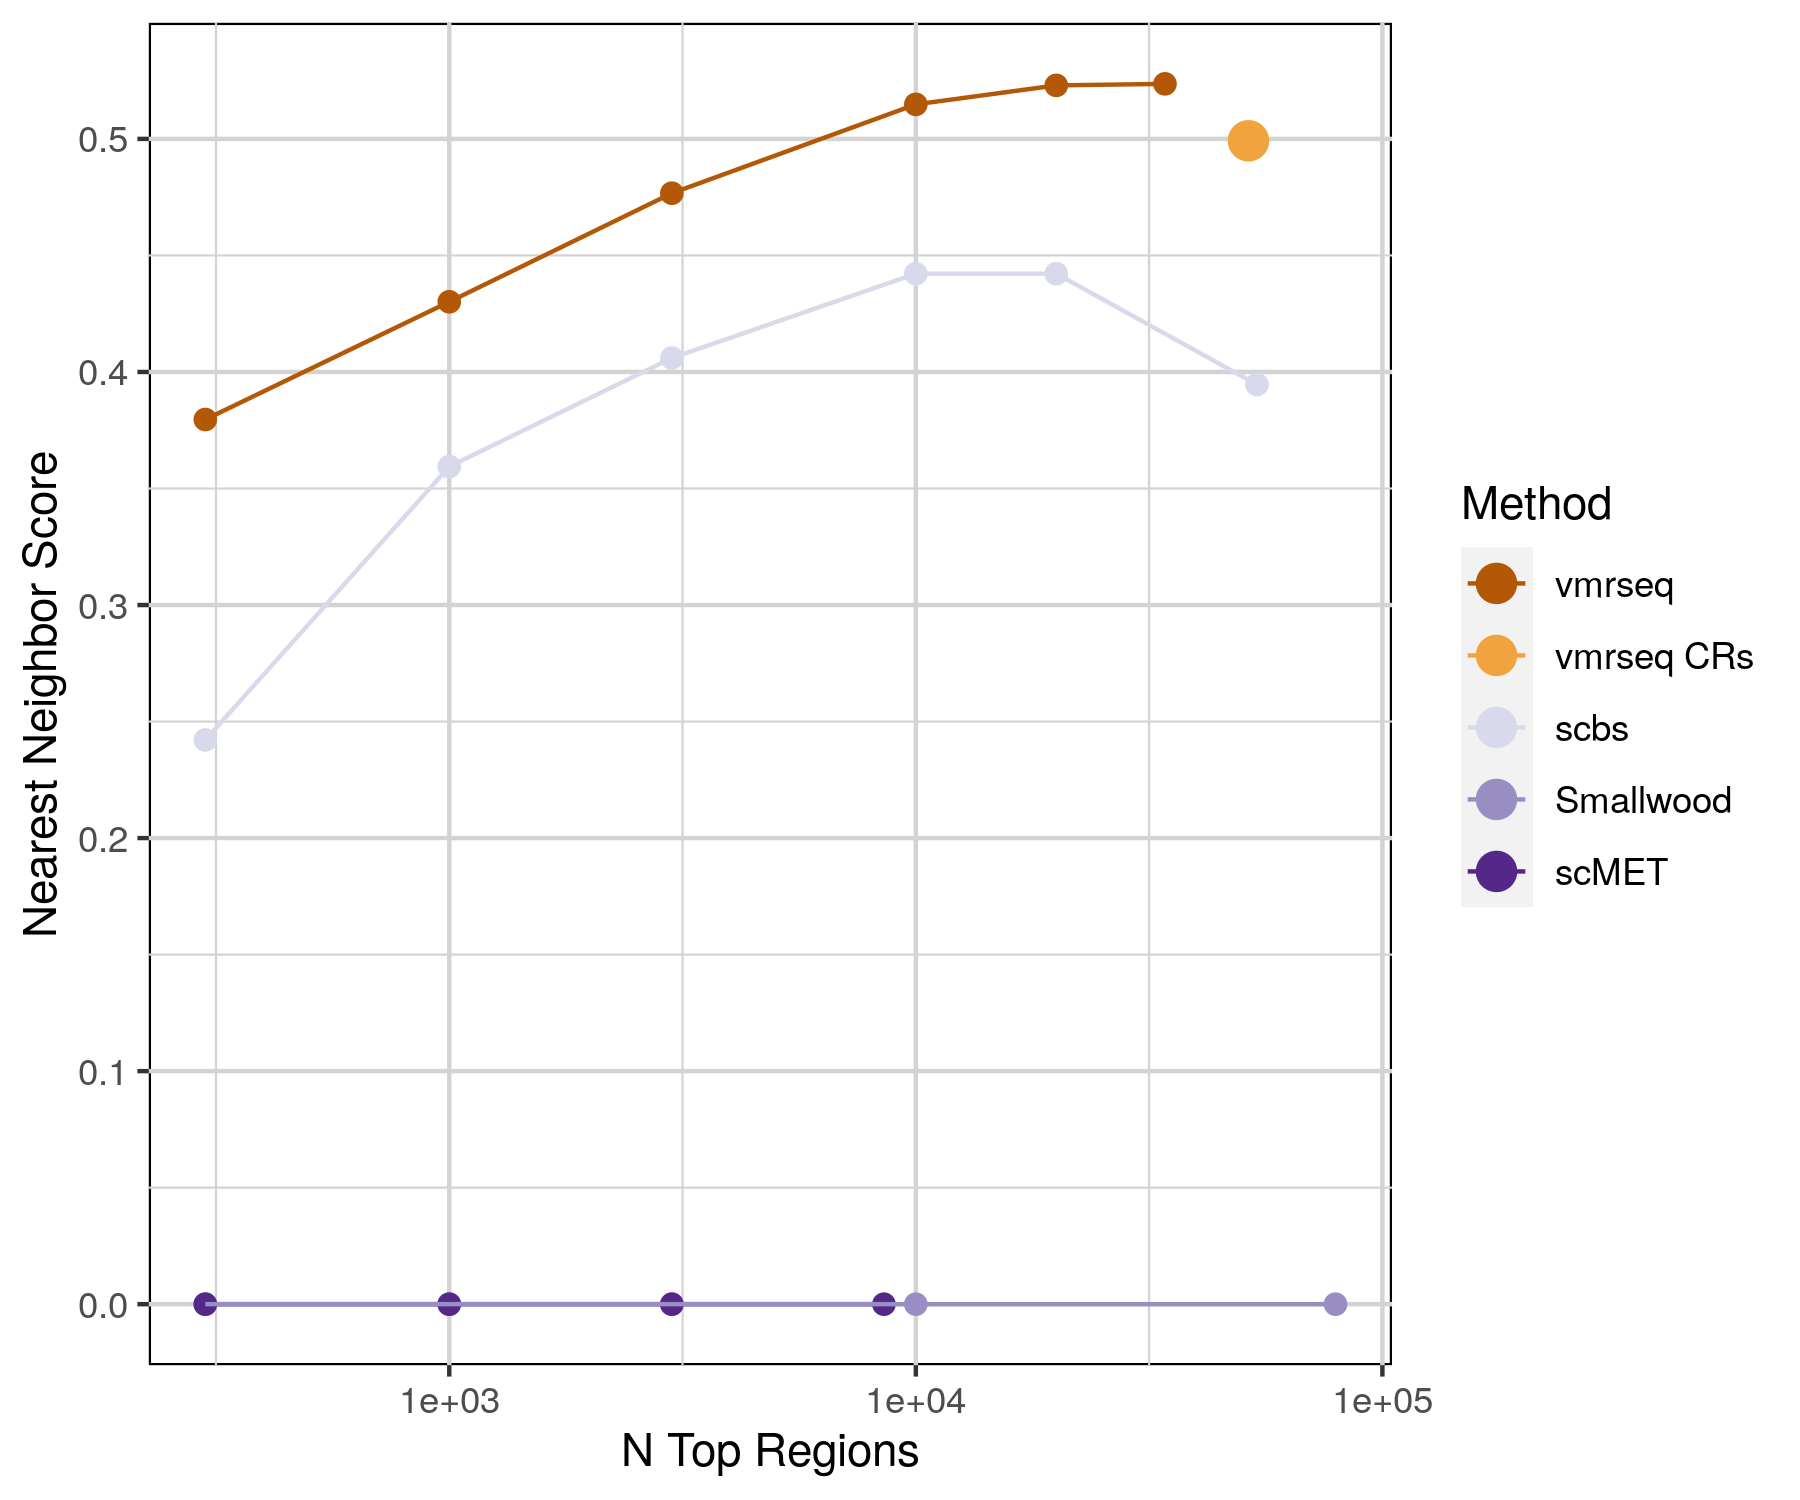 Nearest Neighbor Score
0.5
0.4
0.3
0.2
0.1
0.0
1e+03
1e+04
1e+05
N Top Regions
Method
vmrseq
vmrseq CRs
scbs
Smallwood
scMET